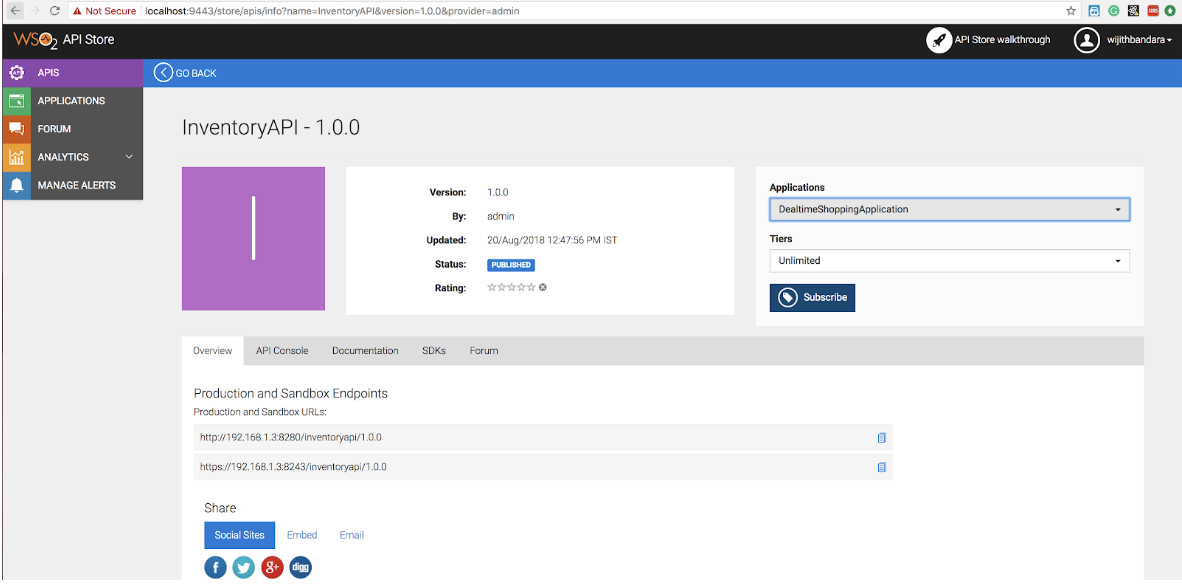 Not Secure localhost:9443/store/apis/info?name=InventoryAPI&version=1.0.0&provider=admin
WSO2 API Store
API Store walkthrough
wijithbandara
APIS
GO BACK
APPLICATIONS
FORUM
ANALYTICS
MANAGE ALERTS
InventoryAPI - 1.0.0
I
Version: 1.0.0
By: admin
Updated: 20/Aug/2018 12:47:56 PM IST
Status: PUBLISHED
Rating:
Applications
DealtimeShoppingApplication
Tiers
Unlimited
Subscribe
Overview API Console Documentation SDKs Forum
Production and Sandbox Endpoints
Production and Sandbox URLs:
http://192.168.1.3:8280/inventoryapi/1.0.0
https://192.168.1.3:8243/inventoryapi/1.0.0
Share
Social Sites Embed Email
f g+ digg